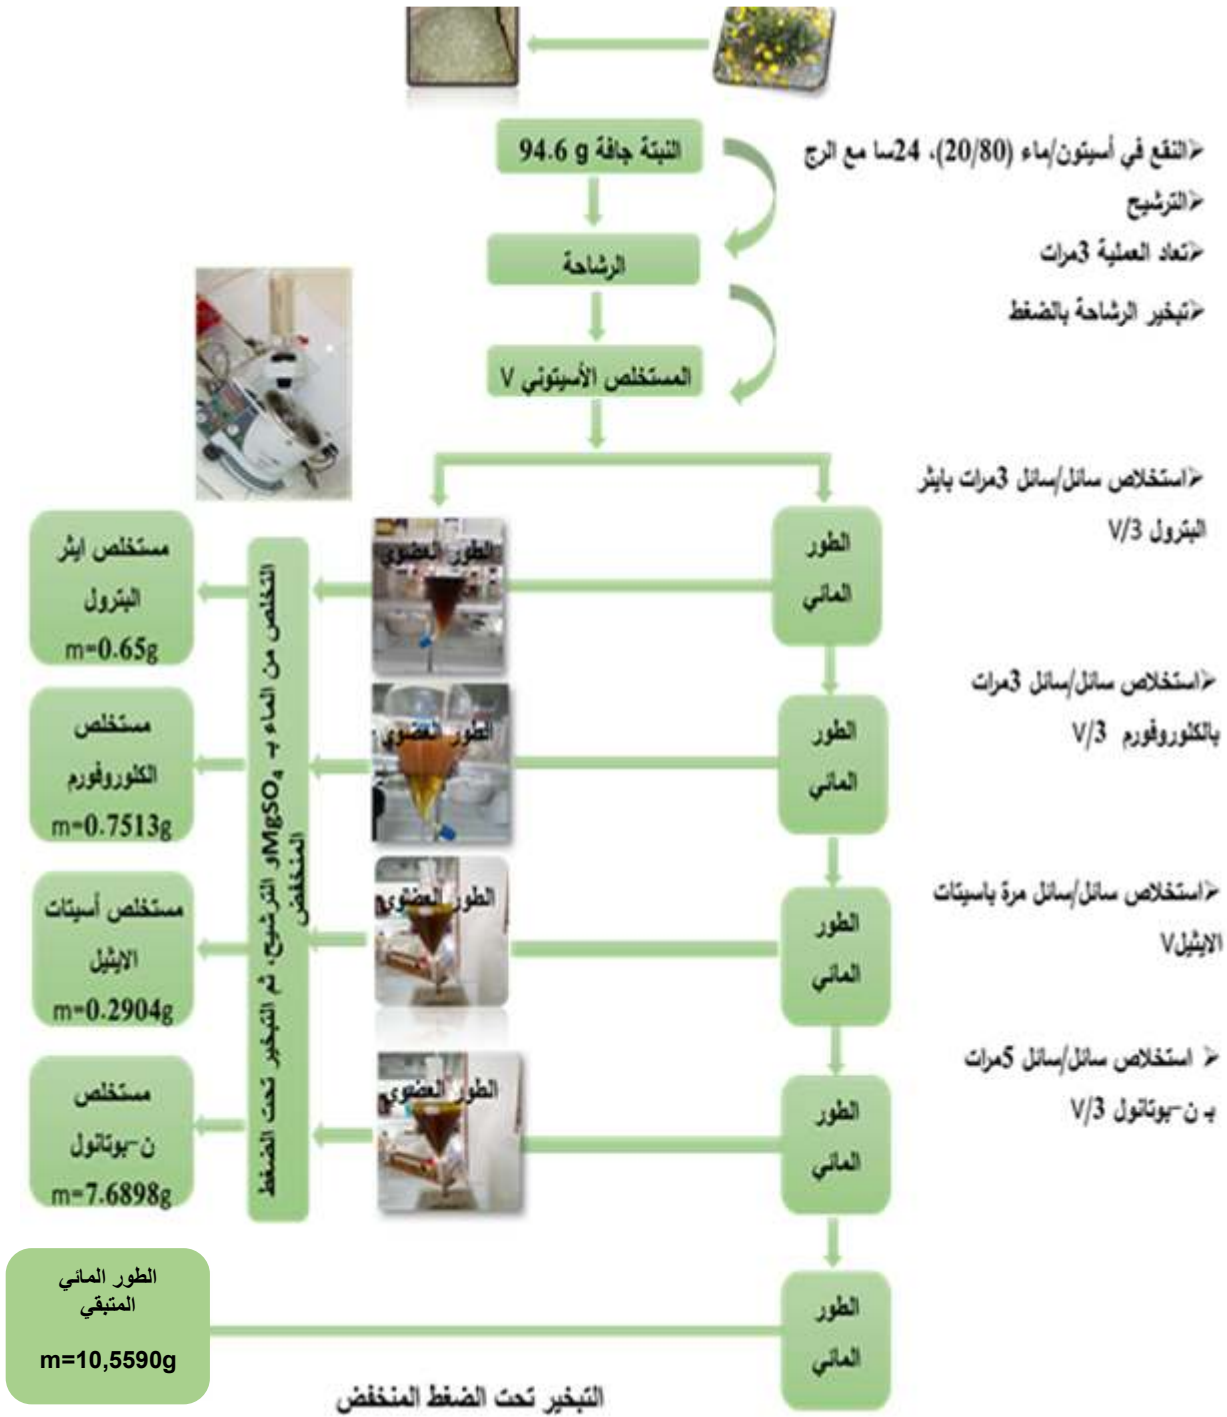 النبتة جافة 94.6 g
➢النقع في أسيتون/ماء (20/80)، 24سا مع الرج
➢الترشيح
➢تعاد العملية 3مرات
الرشاحة
➢تبخير الرشاحة بالضغط
المستخلص الأسيتوني V
➢استخلاص سائل/سائل 3مرات بايثر
البترول V/3
الطور
المائي
الطور العضوي
مستخلص ايثر
البترول
m=0.65g
التخلص من الماء بـ MgSO₄و الترشيح، ثم التبخير تحت الضغط
المنخفض
➢استخلاص سائل/سائل 3مرات
بالكلوروفورم V/3
الطور
المائي
الطور العضوي
مستخلص
الكلوروفورم
m=0.7513g
➢استخلاص سائل/سائل مرة باسيتات
الايثيلV
الطور
المائي
الطور العضوي
مستخلص أسيتات
الايثيل
m=0.2904g
➢ استخلاص سائل/سائل 5مرات
بـ ن-بوتانول V/3
الطور
المائي
الطور العضوي
مستخلص
ن-بوتانول
m=7.6898g
الطور
المائي
الطور المائي
المتبقي
m=10,5590g
التبخير تحت الضغط المنخفض